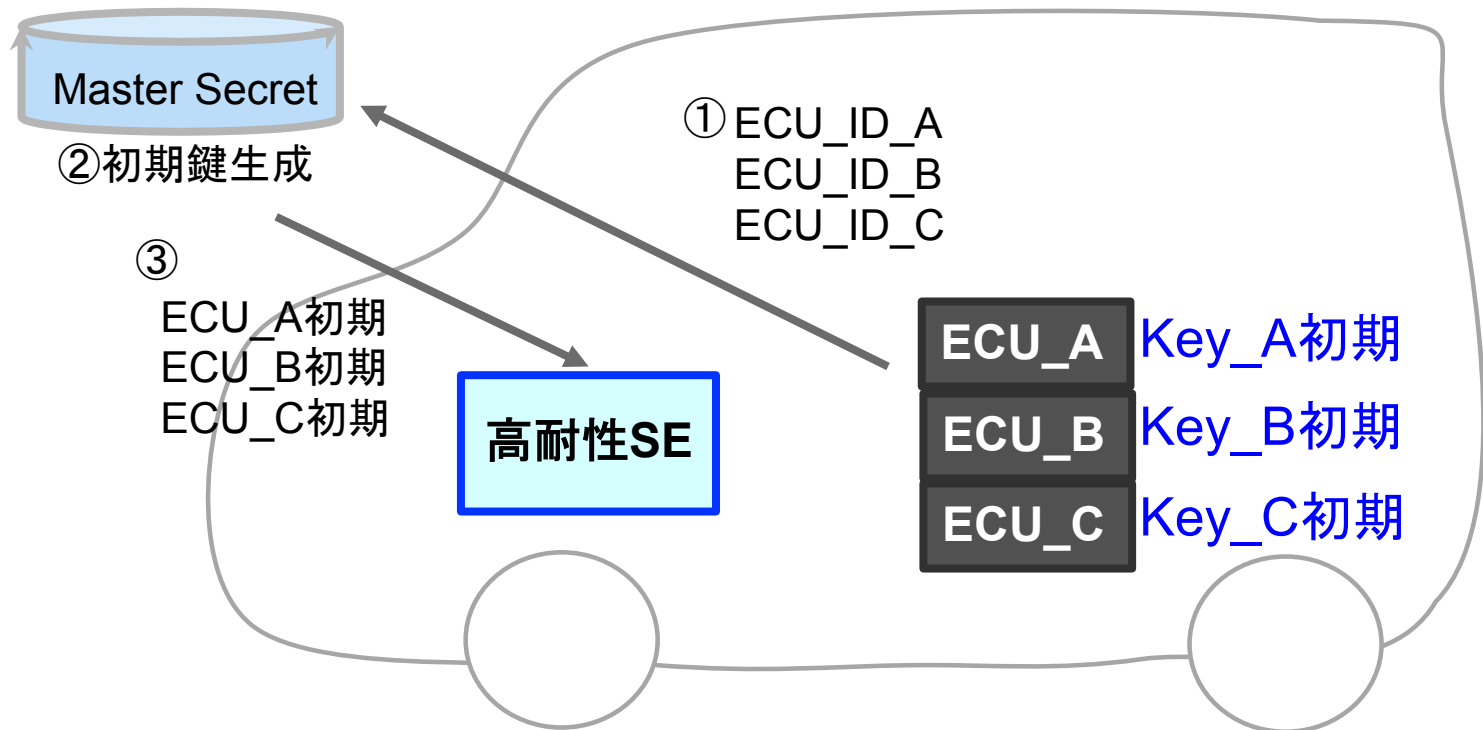 Master Secret
②初期鍵生成
①ECU_ID_A
ECU_ID_B
ECU_ID_C
③
ECU_A初期
ECU_B初期
ECU_C初期
高耐性SE
ECU_A Key_A初期
ECU_B Key_B初期
ECU_C Key_C初期